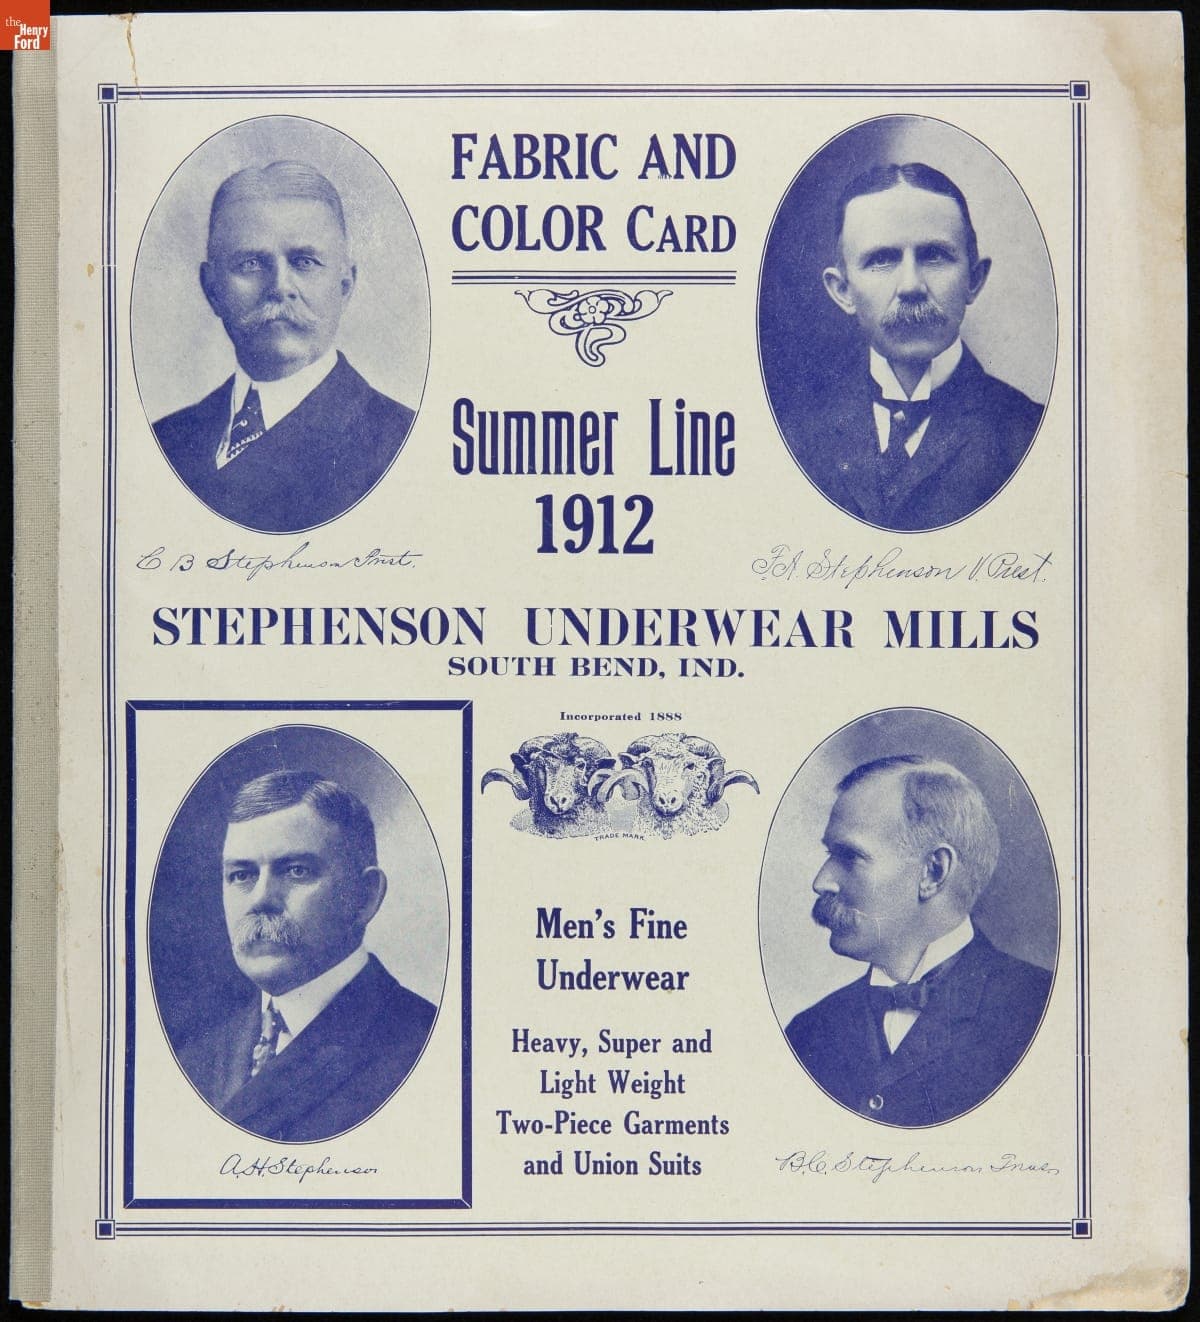 the
Henry
Ford
FABRIC AND
COLOR CARD
Summer Line
1912
C B Stephenson Prest.
F.A. Stephenson V. Prest.
STEPHENSON UNDERWEAR MILLS
SOUTH BEND, IND.
Incorporated 1888
TRADE MARK
Men's Fine
Underwear
Heavy, Super and
Light Weight
Two-Piece Garments
and Union Suits
A.H. Stephenson
B.C. Stephenson Treas